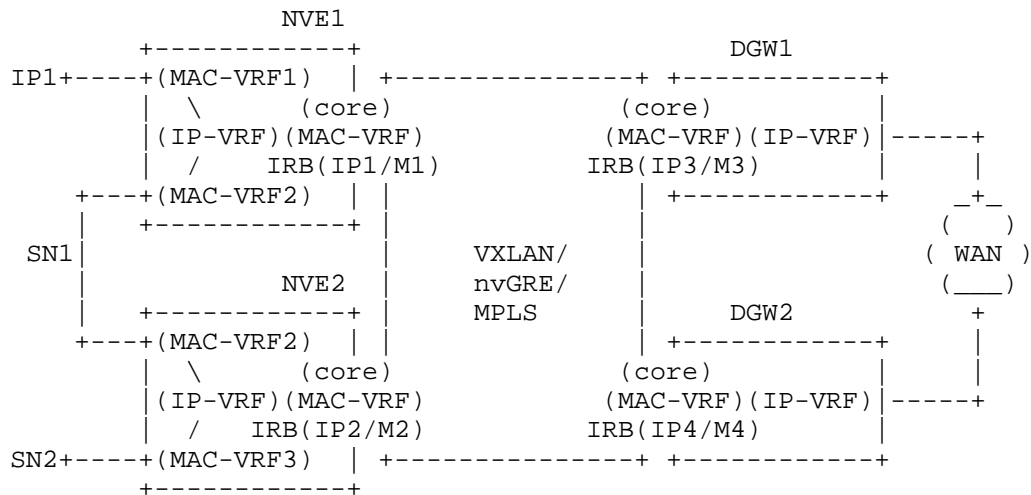 NVE1
DGW1
IP1+----+(MAC-VRF1) | +---------------+ +------------+
| \ (core) (core) |
|(IP-VRF)(MAC-VRF) (MAC-VRF)(IP-VRF)|-----+
| / IRB(IP1/M1) IRB(IP3/M3) | |
+---+(MAC-VRF2) | | | +------------+ _+_
| +------------+ | | ( )
SN1| | VXLAN/ | ( WAN )
| NVE2 | nvGRE/ | (___)
| +------------+ | MPLS | DGW2 +
+---+(MAC-VRF2) | | | +------------+ |
| \ (core) (core) | |
|(IP-VRF)(MAC-VRF) (MAC-VRF)(IP-VRF)|-----+
| / IRB(IP2/M2) IRB(IP4/M4) |
SN2+----+(MAC-VRF3) | +---------------+ +------------+
+------------+